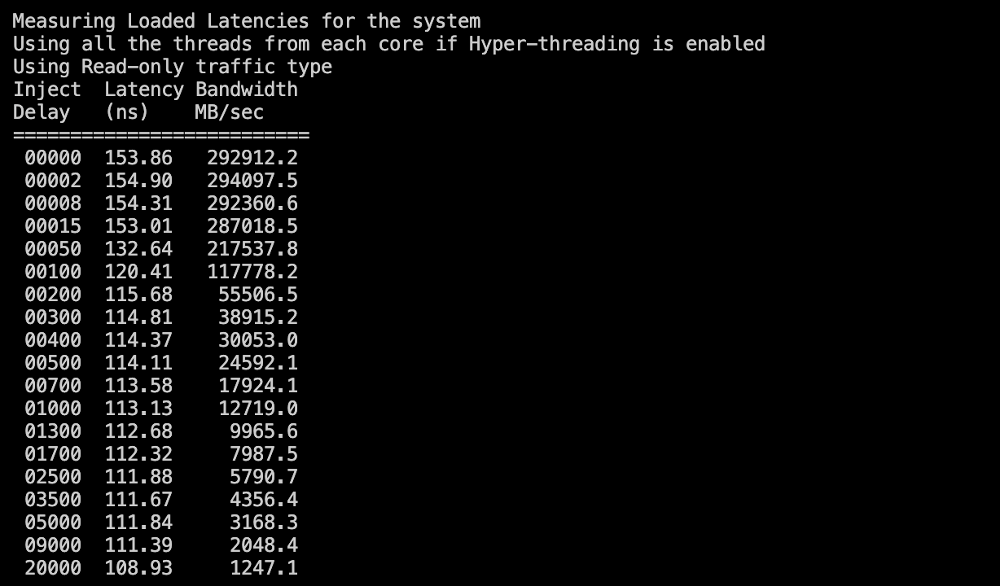 Measuring Loaded Latencies for the system
Using all the threads from each core if Hyper-threading is enabled
Using Read-only traffic type
Inject  Latency Bandwidth
Delay   (ns)    MB/sec
==========================
 00000  153.86   292912.2
 00002  154.90   294097.5
 00008  154.31   292360.6
 00015  153.01   287018.5
 00050  132.64   217537.8
 00100  120.41   117778.2
 00200  115.68    55506.5
 00300  114.81    38915.2
 00400  114.37    30053.0
 00500  114.11    24592.1
 00700  113.58    17924.1
 01000  113.13    12719.0
 01300  112.68     9965.6
 01700  112.32     7987.5
 02500  111.88     5790.7
 03500  111.67     4356.4
 05000  111.84     3168.3
 09000  111.39     2048.4
 20000  108.93     1247.1